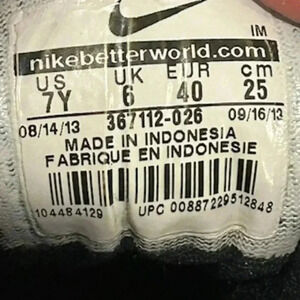 IM
nikebetterworld.com
US UK EUR cm
7Y 6 40 25
08/14/13 367112-026 09/16/13
MADE IN INDONESIA
FABRIQUE EN INDONESIE
104484129 UPC 00887229512848